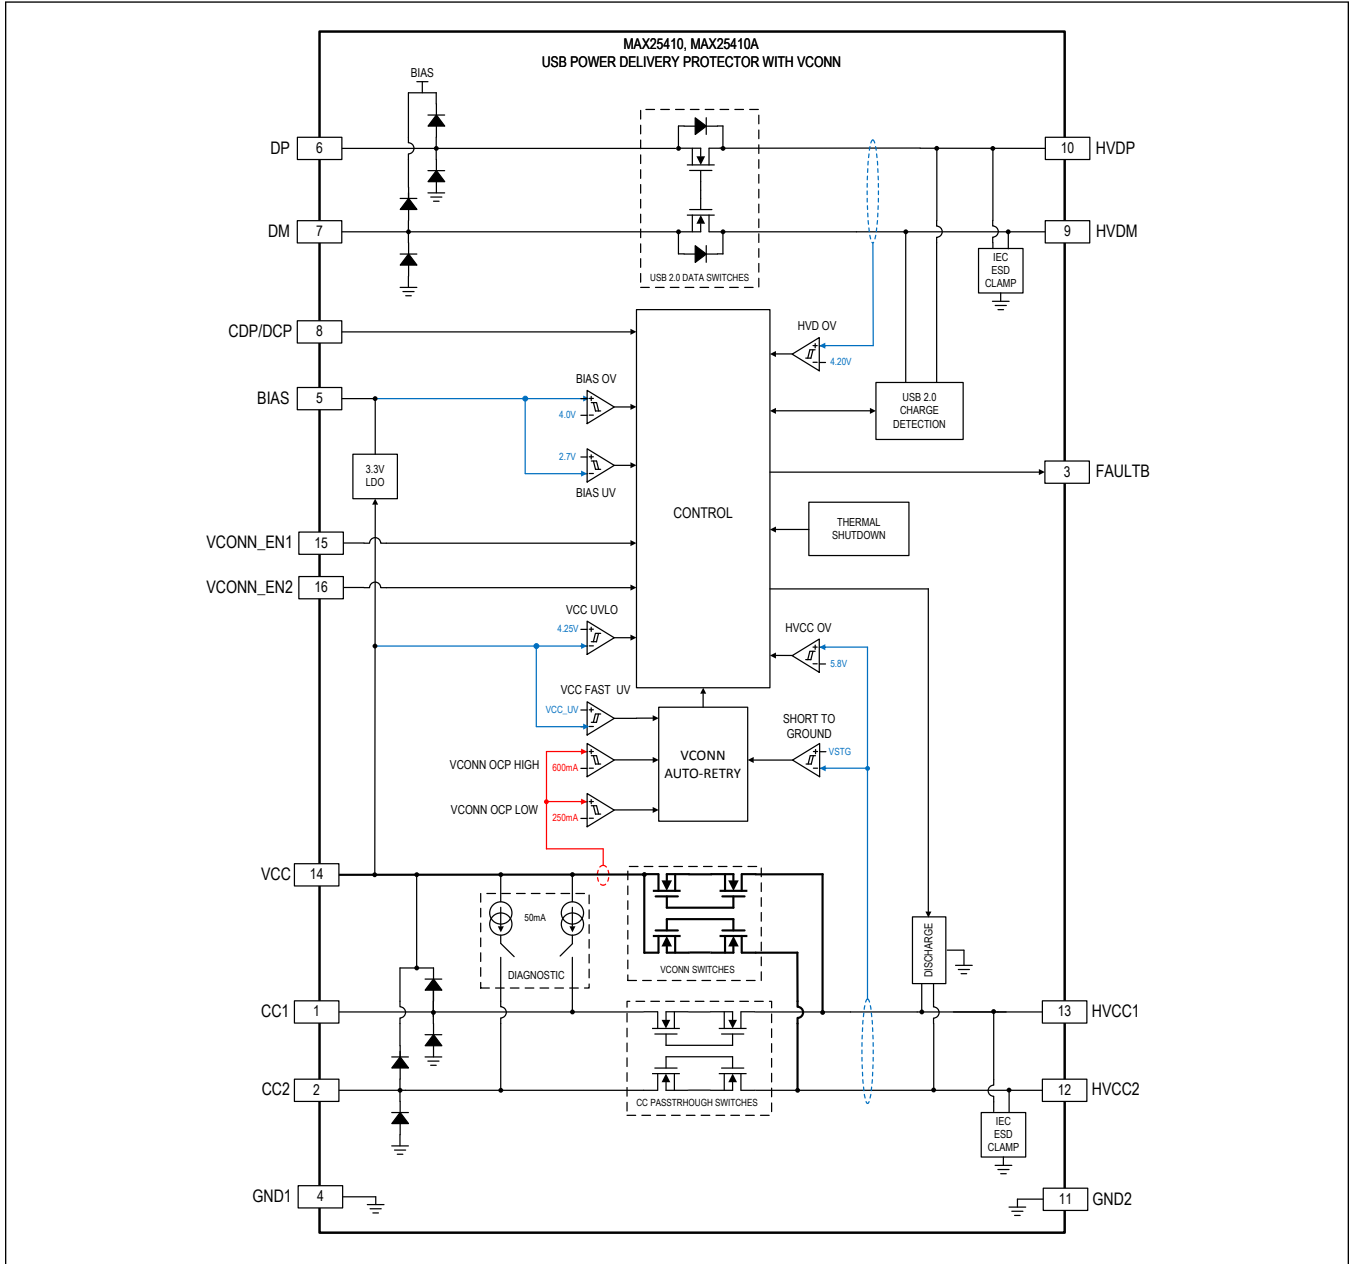 MAX25410, MAX25410A
USB POWER DELIVERY PROTECTOR WITH VCONN
BIAS
DP
6
10
HVDP
DM
7
9
HVDM
USB 2.0 DATA SWITCHES
IEC
ESD
CLAMP
CDP/DCP
8
HVD OV
+
-
4.20V
BIAS
5
BIAS OV
+
4.0V
-
USB 2.0
CHARGE
DETECTION
2.7V
+
-
BIAS UV
3.3V
LDO
3
FAULTB
CONTROL
THERMAL
SHUTDOWN
VCONN_EN1
15
VCONN_EN2
16
VCC UVLO
4.25V
+
-
HVCC OV
+
-
5.8V
VCC FAST UV
VCC_UV
+
-
SHORT TO
GROUND
+
VSTG
-
VCONN
AUTO-RETRY
VCONN OCP HIGH
+
600mA
-
VCONN OCP LOW
+
250mA
-
VCC
14
50mA
DIAGNOSTIC
VCONN SWITCHES
DISCHARGE
CC1
1
13
HVCC1
CC2
2
12
HVCC2
CC PASSTRHOUGH SWITCHES
IEC
ESD
CLAMP
GND1
4
11
GND2